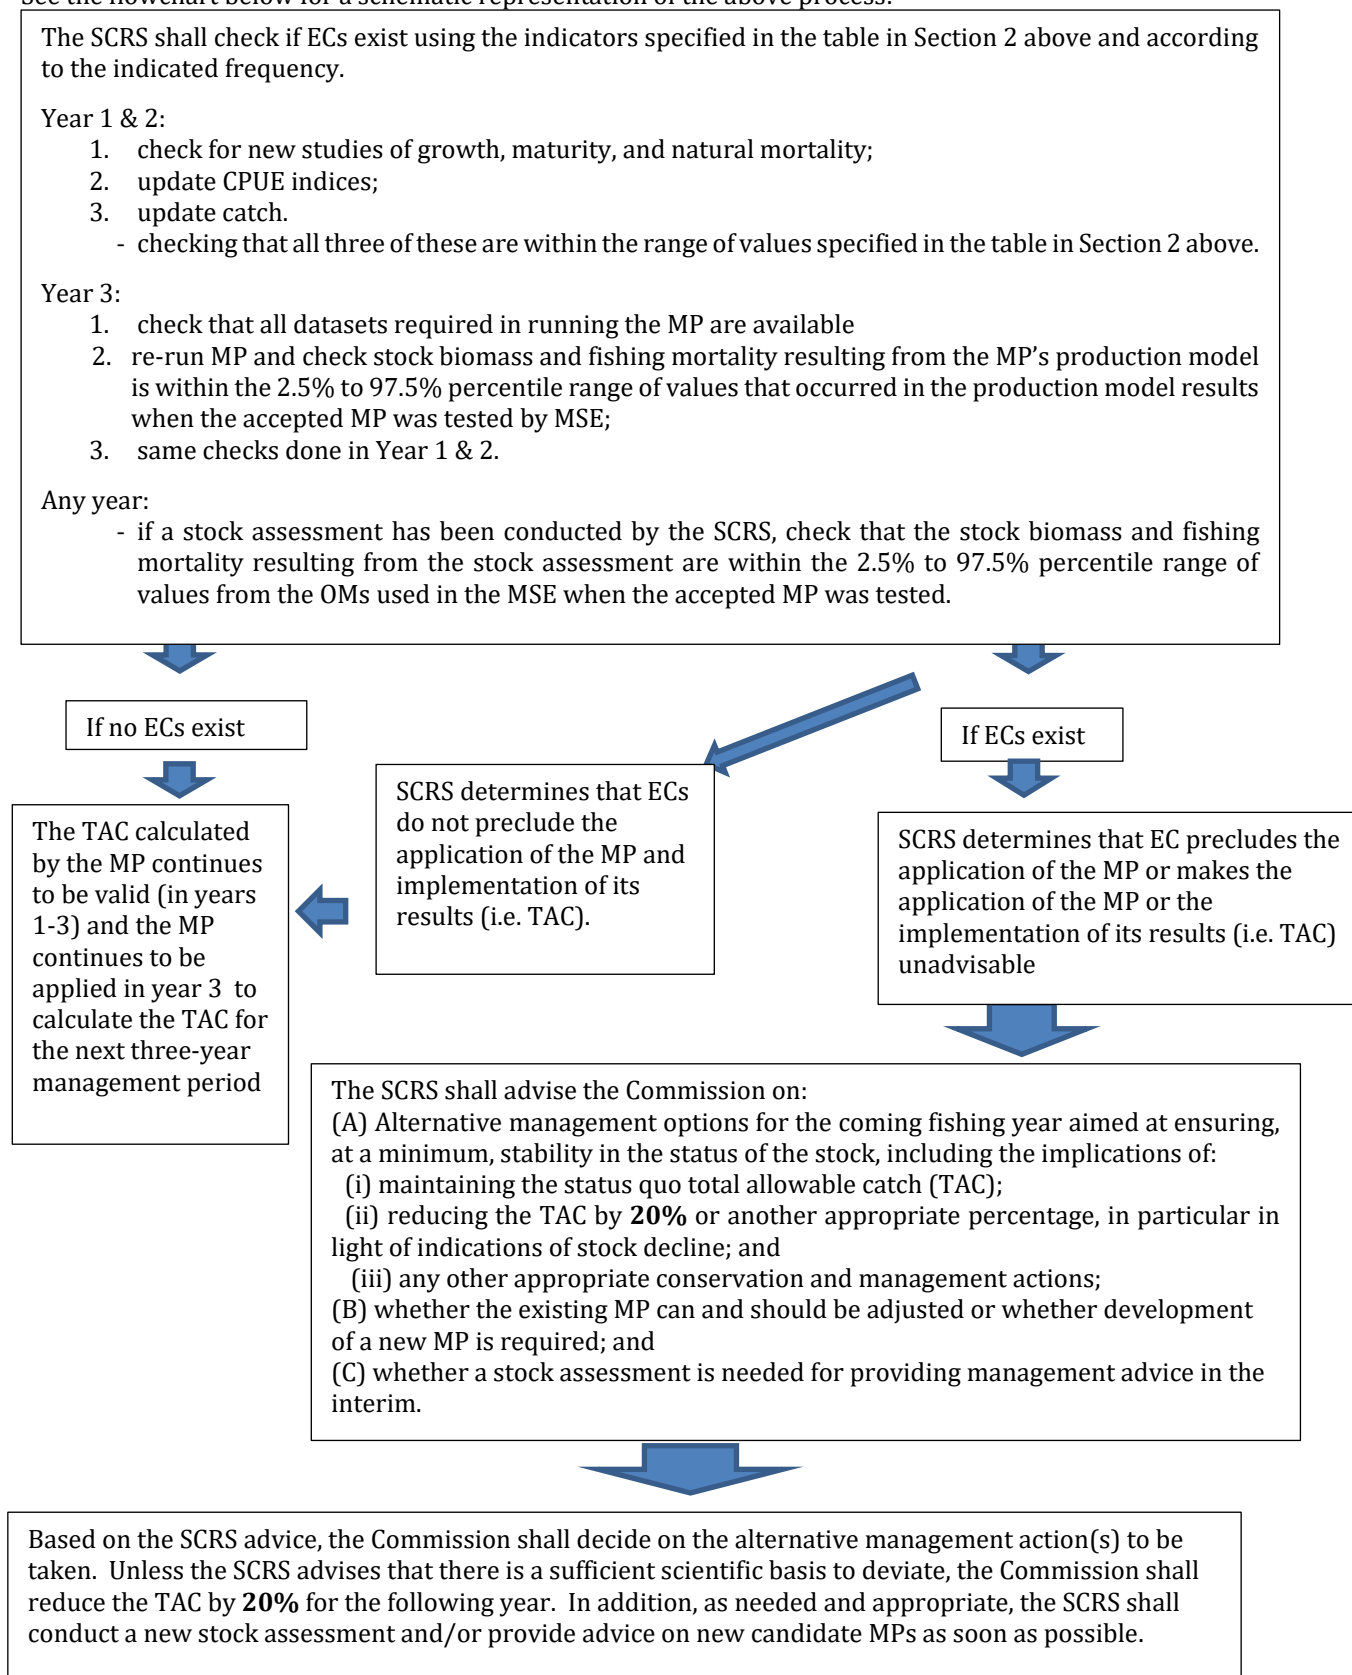 See the flowchart below for a schematic representation of the above process.
The SCRS shall check if ECs exist using the indicators specified in the table in Section 2 above and according
to the indicated frequency.
Year 1 & 2:
1. check for new studies of growth, maturity, and natural mortality;
2. update CPUE indices;
3. update catch.
- checking that all three of these are within the range of values specified in the table in Section 2 above.
Year 3:
1. check that all datasets required in running the MP are available
2. re-run MP and check stock biomass and fishing mortality resulting from the MP's production model
is within the 2.5% to 97.5% percentile range of values that occurred in the production model results
when the accepted MP was tested by MSE;
3. same checks done in Year 1 & 2.
Any year:
- if a stock assessment has been conducted by the SCRS, check that the stock biomass and fishing
mortality resulting from the stock assessment are within the 2.5% to 97.5% percentile range of
values from the OMs used in the MSE when the accepted MP was tested.
If no ECs exist
If ECs exist
The TAC calculated
by the MP continues
to be valid (in years
1-3) and the MP
continues to be
applied in year 3 to
calculate the TAC for
the next three-year
management period
SCRS determines that ECs
do not preclude the
application of the MP and
implementation of its
results (i.e. TAC).
SCRS determines that EC precludes the
application of the MP or makes the
application of the MP or the
implementation of its results (i.e. TAC)
unadvisable
The SCRS shall advise the Commission on:
(A) Alternative management options for the coming fishing year aimed at ensuring,
at a minimum, stability in the status of the stock, including the implications of:
(i) maintaining the status quo total allowable catch (TAC);
(ii) reducing the TAC by 20% or another appropriate percentage, in particular in
light of indications of stock decline; and
(iii) any other appropriate conservation and management actions;
(B) whether the existing MP can and should be adjusted or whether development
of a new MP is required; and
(C) whether a stock assessment is needed for providing management advice in the
interim.
Based on the SCRS advice, the Commission shall decide on the alternative management action(s) to be
taken. Unless the SCRS advises that there is a sufficient scientific basis to deviate, the Commission shall
reduce the TAC by 20% for the following year. In addition, as needed and appropriate, the SCRS shall
conduct a new stock assessment and/or provide advice on new candidate MPs as soon as possible.